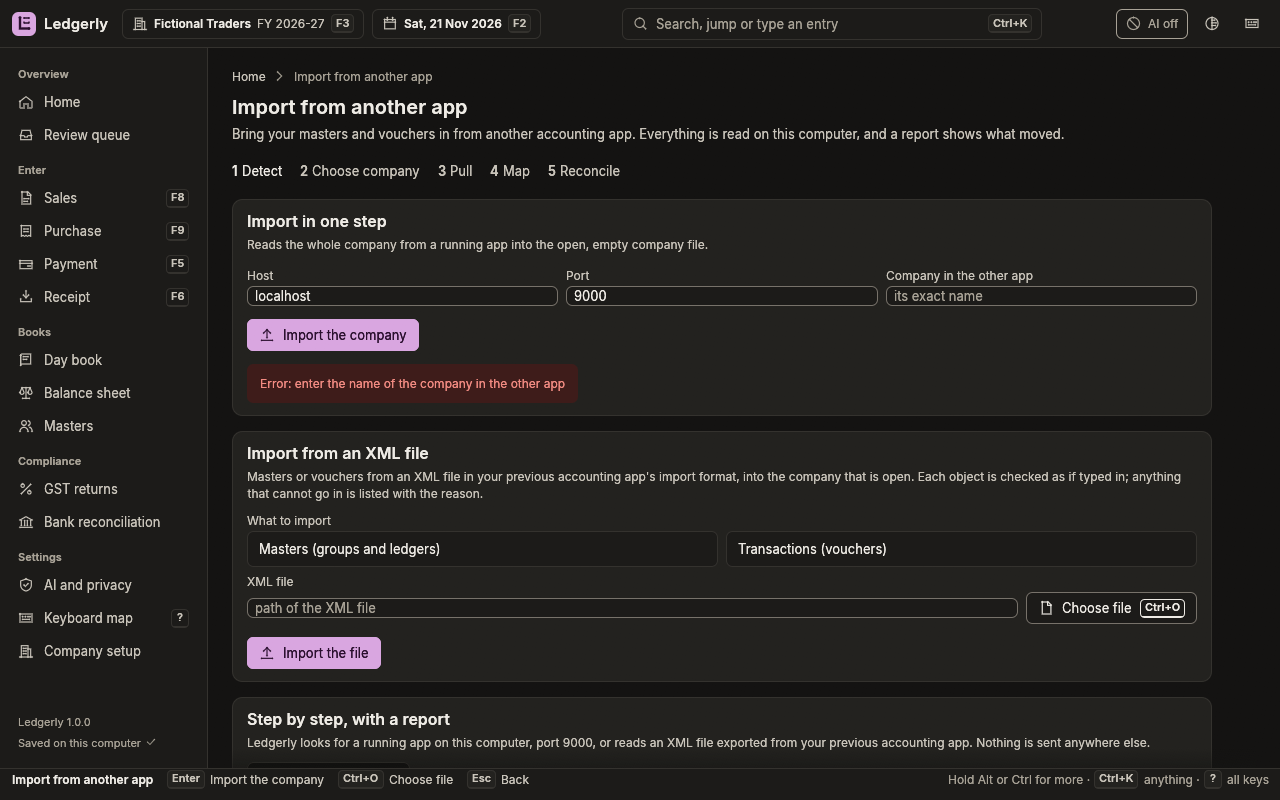 Ledgerly
Fictional Traders FY 2026-27 F3
Sat, 21 Nov 2026 F2
Search, jump or type an entry Ctrl+K
AI off
Overview
Home
Review queue
Enter
Sales F8
Purchase F9
Payment F5
Receipt F6
Books
Day book
Balance sheet
Masters
Compliance
GST returns
Bank reconciliation
Settings
AI and privacy
Keyboard map ?
Company setup
Ledgerly 1.0.0
Saved on this computer
Home Import from another app
Import from another app
Bring your masters and vouchers in from another accounting app. Everything is read on this computer, and a report shows what moved.
1 Detect 2 Choose company 3 Pull 4 Map 5 Reconcile
Import in one step
Reads the whole company from a running app into the open, empty company file.
Host Port Company in the other app
localhost 9000 its exact name
Import the company
Error: enter the name of the company in the other app
Import from an XML file
Masters or vouchers from an XML file in your previous accounting app's import format, into the company that is open. Each object is checked as if typed in; anything
that cannot go in is listed with the reason.
What to import
Masters (groups and ledgers) Transactions (vouchers)
XML file
path of the XML file Choose file Ctrl+O
Import the file
Step by step, with a report
Ledgerly looks for a running app on this computer, port 9000, or reads an XML file exported from your previous accounting app. Nothing is sent anywhere else.
Import from another app Enter Import the company Ctrl+O Choose file Esc Back Hold Alt or Ctrl for more · Ctrl+K anything · ? all keys